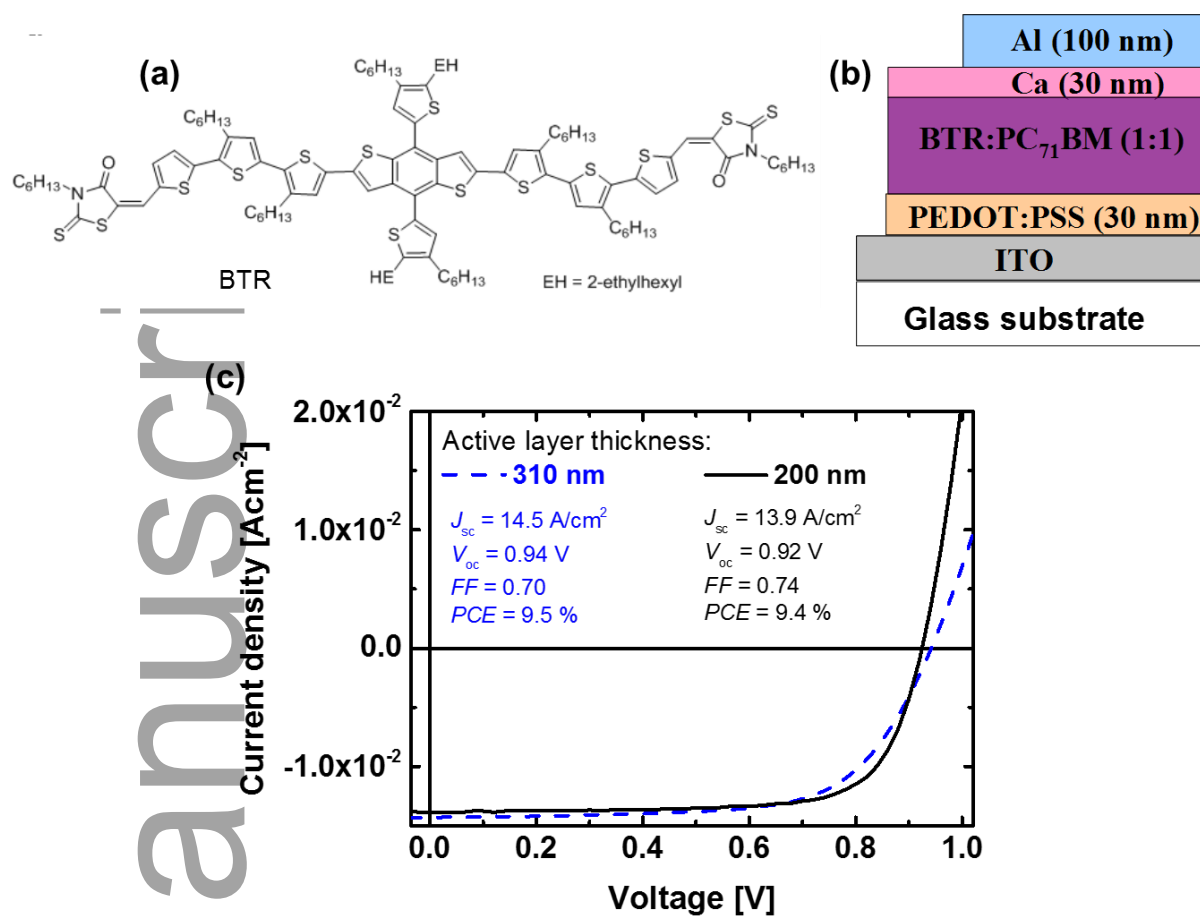 (a)
EH
C6H13
C6H13
C6H13
S
S
S
O
S
C6H13
N
S
S
S
S
S
S
N
C6H13
C6H13
N
O
S
S
S
S
O
C6H13
S
S
C6H13
C6H13
S
HE
C6H13
BTR
EH = 2-ethylhexyl
(b)
Al (100 nm)
Ca (30 nm)
BTR:PC71BM (1:1)
PEDOT:PSS (30 nm)
ITO
Glass substrate
anuscri
(c)
Current density [Acm-2]
2.0x10-2
1.0x10-2
0.0
-1.0x10-2
Active layer thickness:
310 nm
Jsc = 14.5 A/cm2
Voc = 0.94 V
FF = 0.70
PCE = 9.5 %
200 nm
Jsc = 13.9 A/cm2
Voc = 0.92 V
FF = 0.74
PCE = 9.4 %
0.0 0.2 0.4 0.6 0.8 1.0
Voltage [V]